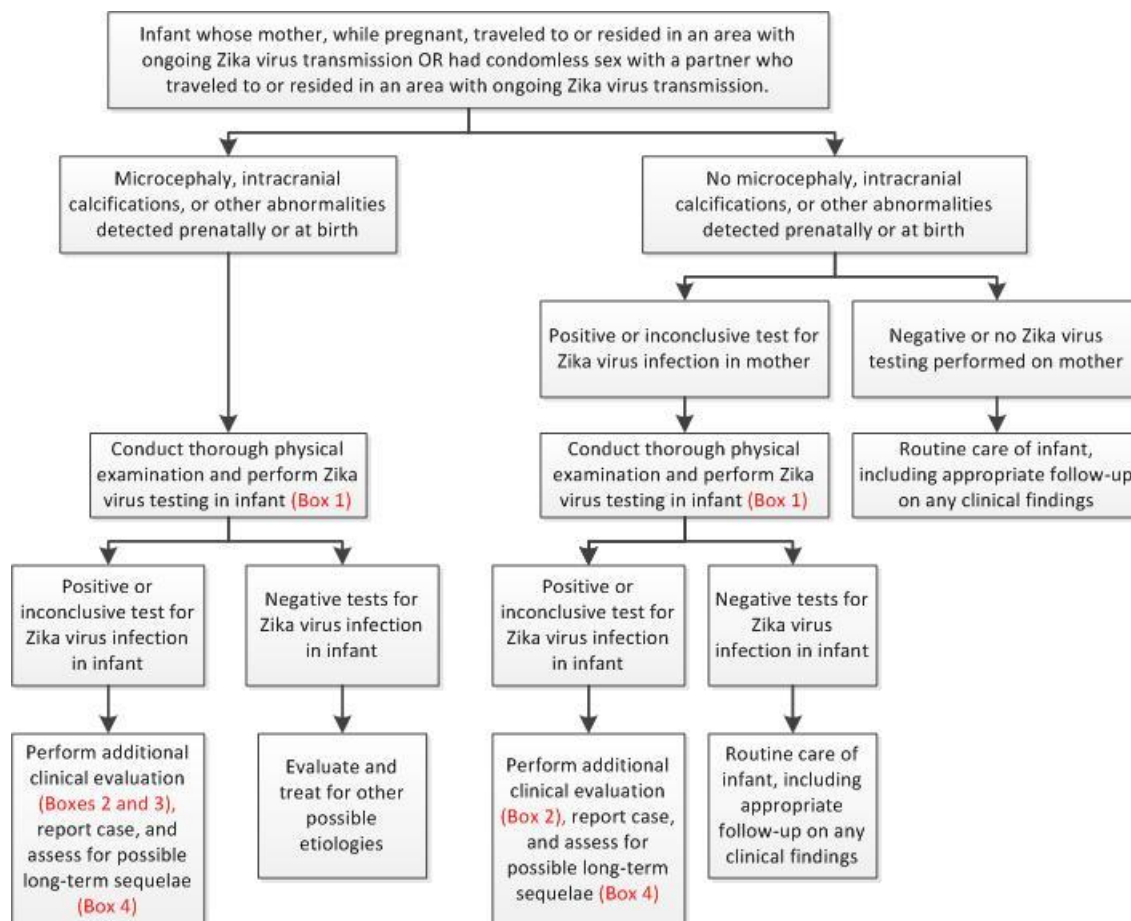 Infant whose mother, while pregnant, traveled to or resided in an area with
ongoing Zika virus transmission OR had condomless sex with a partner who
traveled to or resided in an area with ongoing Zika virus transmission.
Microcephaly, intracranial
calcifications, or other abnormalities
detected prenatally or at birth
No microcephaly, intracranial
calcifications, or other abnormalities
detected prenatally or at birth
Positive or inconclusive test for
Zika virus infection in mother
Negative or no Zika virus
testing performed on mother
Conduct thorough physical
examination and perform Zika
virus testing in infant (Box 1)
Conduct thorough physical
examination and perform Zika
virus testing in infant (Box 1)
Routine care of infant,
including appropriate follow-up
on any clinical findings
Positive or
inconclusive test for
Zika virus infection
in infant
Negative tests for
Zika virus infection
in infant
Positive or
inconclusive test for
Zika virus infection
in infant
Negative tests for
Zika virus
infection in infant
Perform additional
clinical evaluation
(Boxes 2 and 3),
report case, and
assess for possible
long-term sequelae
(Box 4)
Evaluate and
treat for other
possible
etiologies
Perform additional
clinical evaluation
(Box 2), report case,
and assess for
possible long-term
sequelae (Box 4)
Routine care of
infant, including
appropriate
follow-up on any
clinical findings